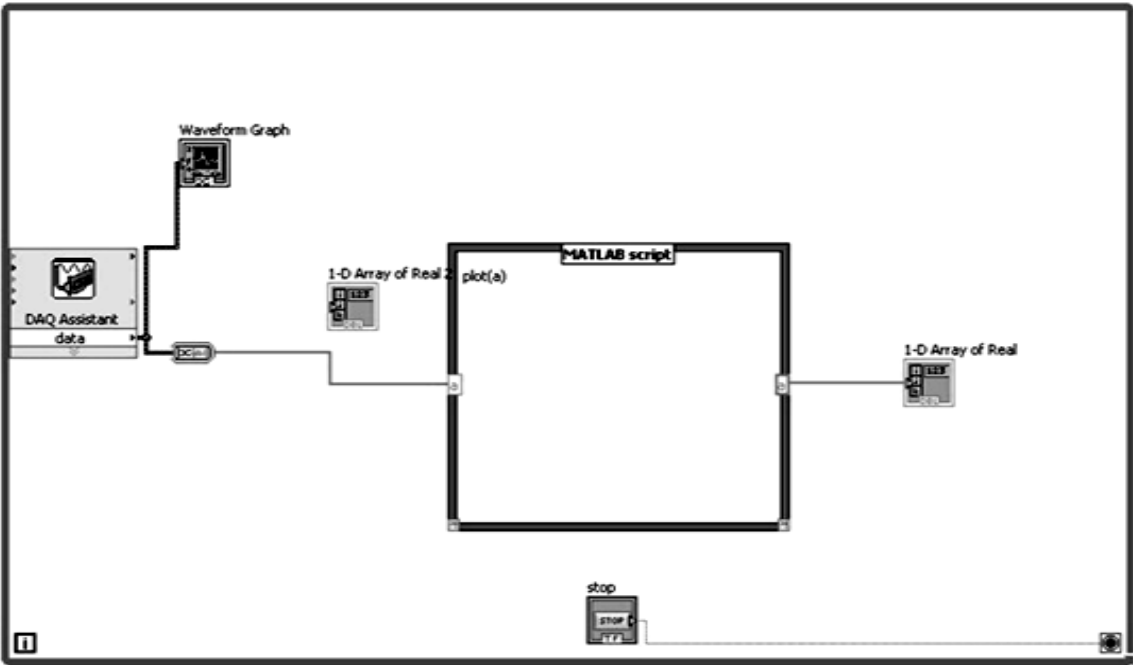 Waveform Graph
MATLAB script
1-D Array of Real 2
plot(a)
DAQ Assistant
data
1-D Array of Real
stop
STOP
TF
i